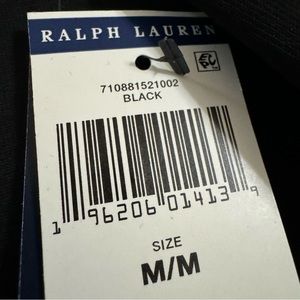 RALPH LAUREN
710881521002
BLACK
1 96206 01413 9
SIZE
M/M